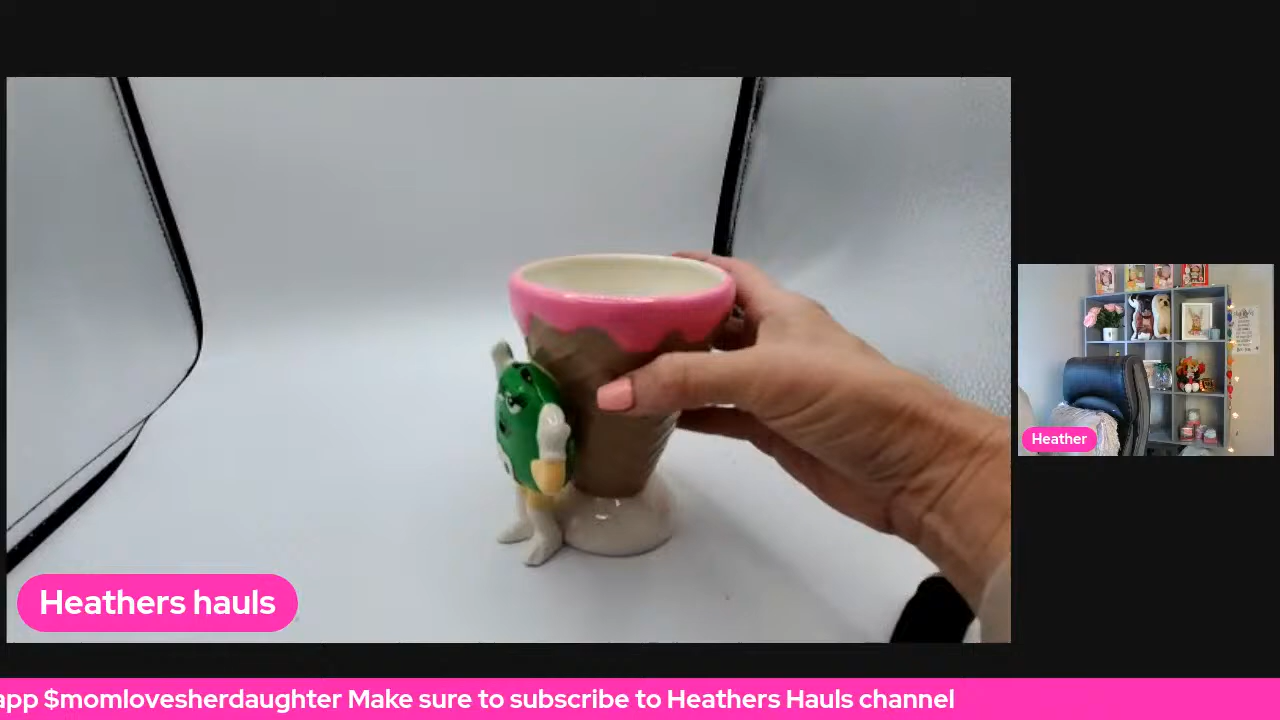 Heather
Heathers hauls
app $momlovesherdaughter Make sure to subscribe to Heathers Hauls channel